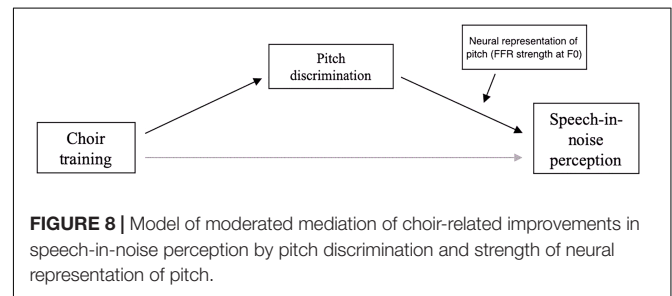 Neural representation of
pitch (FFR strength at F0)
Pitch
discrimination
Choir
training
Speech-in-
noise
perception
FIGURE 8 | Model of moderated mediation of choir-related improvements in
speech-in-noise perception by pitch discrimination and strength of neural
representation of pitch.